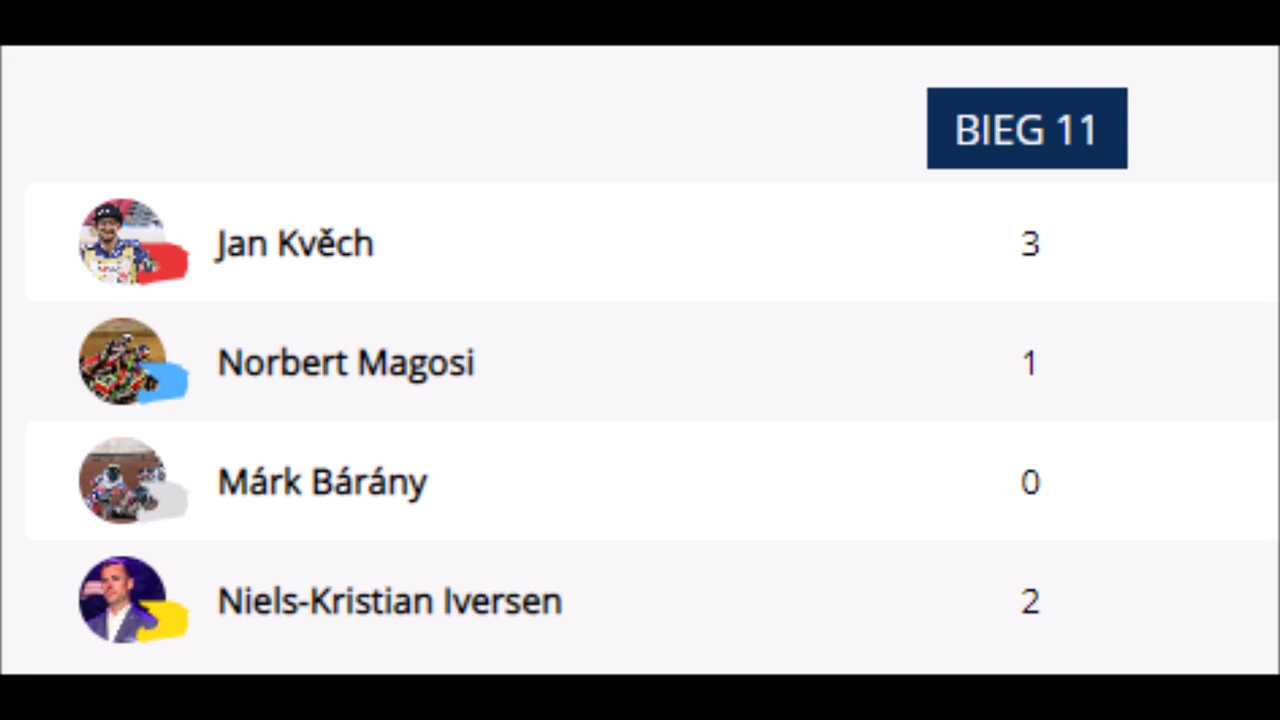 BIEG 11
Jan Kvěch 3
Norbert Magosi 1
Márk Bárány 0
Niels-Kristian Iversen 2